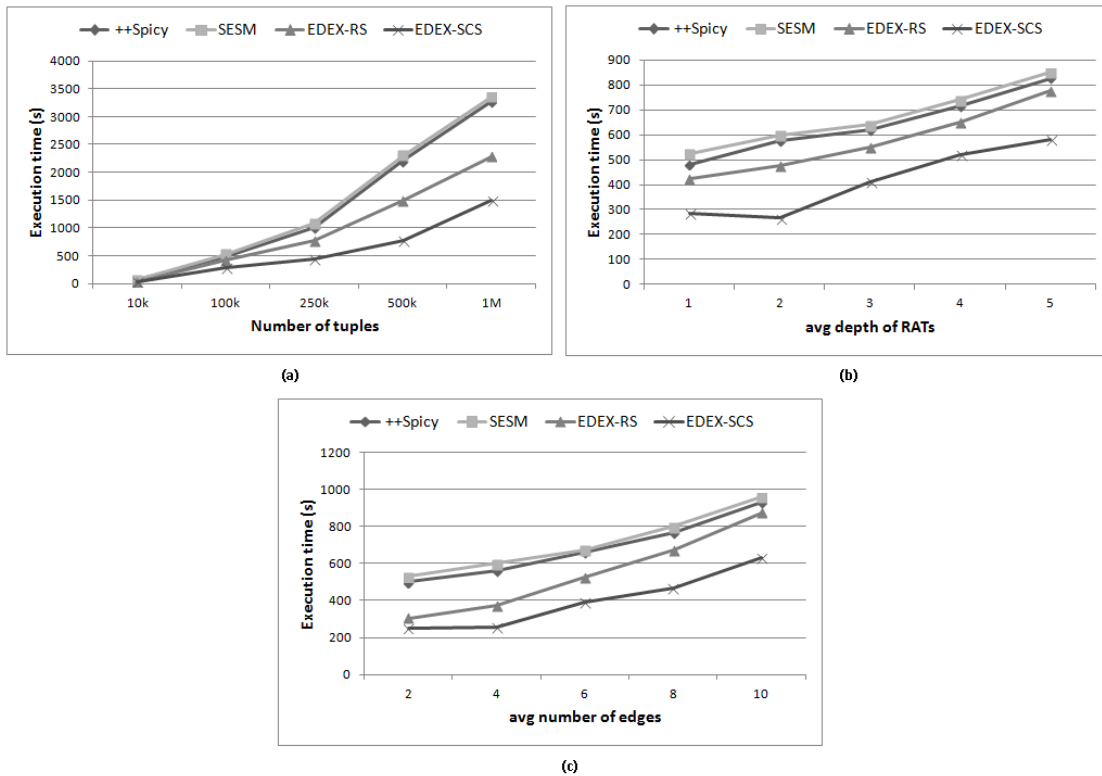 ++Spicy SESM EDEX-RS EDEX-SCS
Execution time (s)
4000
3500
3000
2500
2000
1500
1000
500
0
10k 100k 250k 500k 1M
Number of tuples
(a)
++Spicy SESM EDEX-RS EDEX-SCS
Execution time (s)
900
800
700
600
500
400
300
200
100
0
1 2 3 4 5
avg depth of RATs
(b)
++Spicy SESM EDEX-RS EDEX-SCS
Execution time (s)
1200
1000
800
600
400
200
0
2 4 6 8 10
avg number of edges
(c)